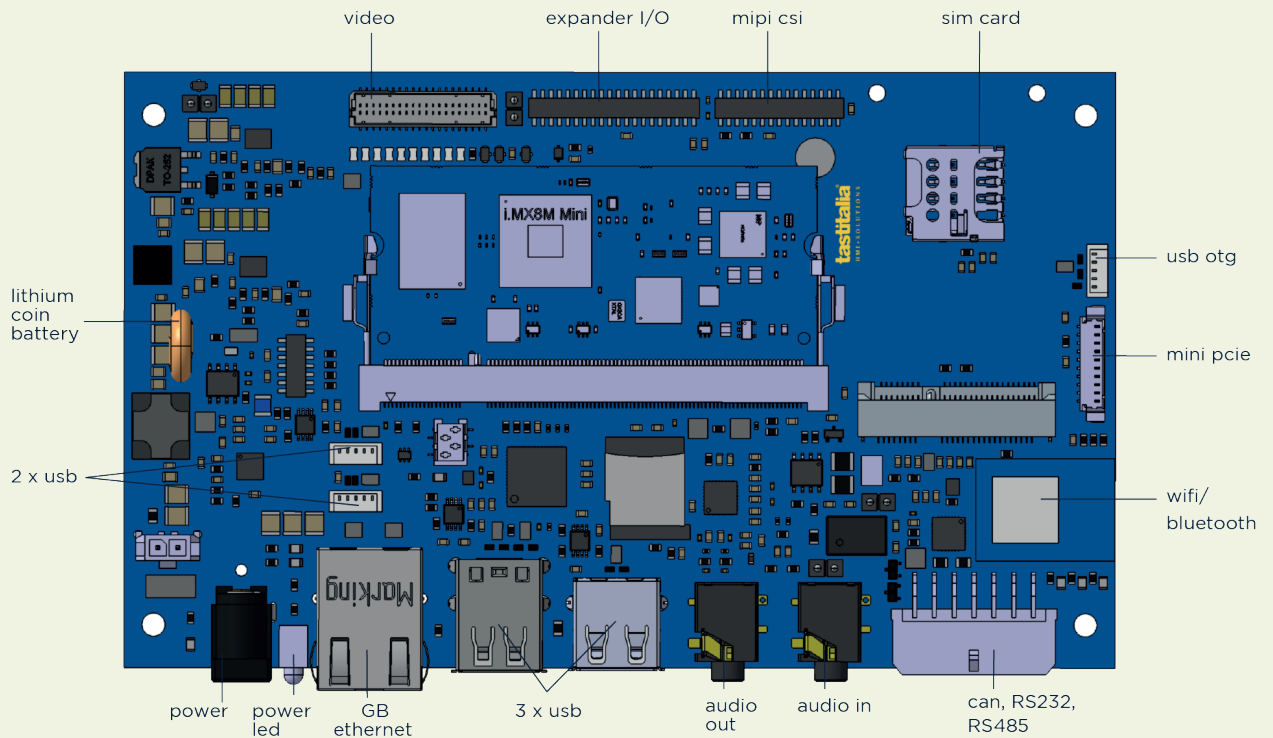 video
expander I/O
mipi csi
sim card
DPAK
TO-252
i.MX8M Mini
tastitalia
HMI•SOLUTIONS
usb otg
lithium
coin
battery
mini pcie
2 x usb
wifi/
bluetooth
Marking
power
power
led
GB
ethernet
3 x usb
audio
out
audio in
can, RS232,
RS485